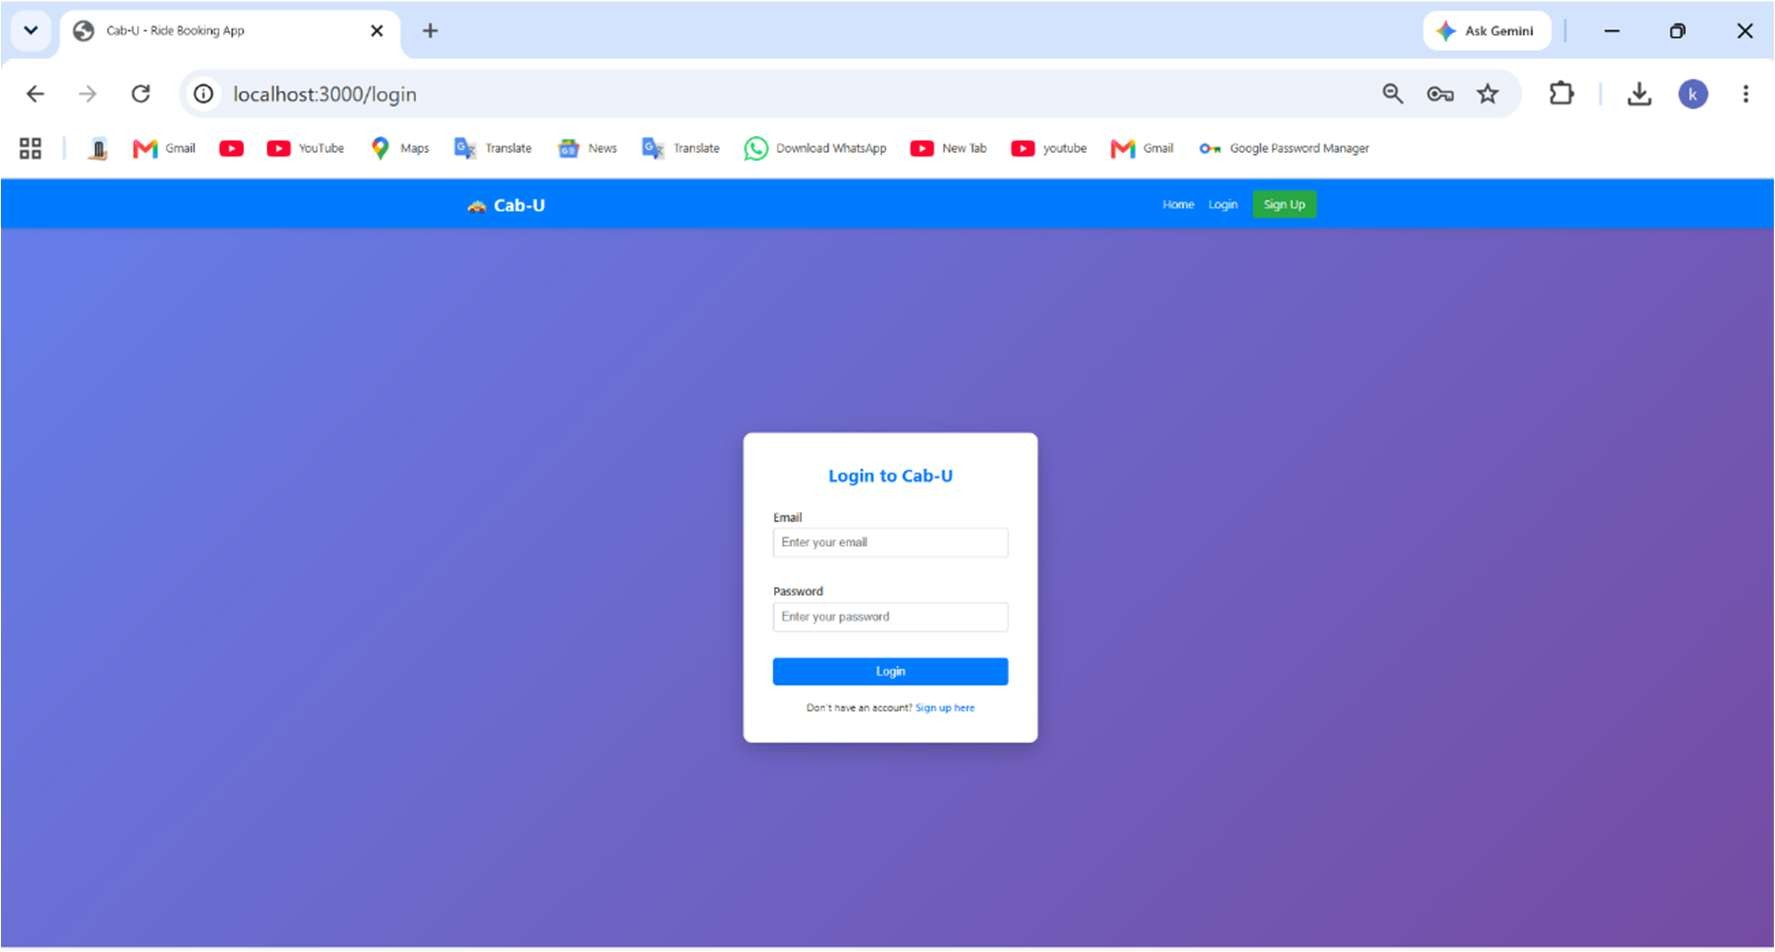 Cab-U - Ride Booking App
Ask Gemini
localhost:3000/login
k
Gmail YouTube Maps Translate News Translate Download WhatsApp New Tab youtube Gmail Google Password Manager
Cab-U Home Login Sign Up
Login to Cab-U
Email
Enter your email
Password
Enter your password
Login
Don't have an account? Sign up here